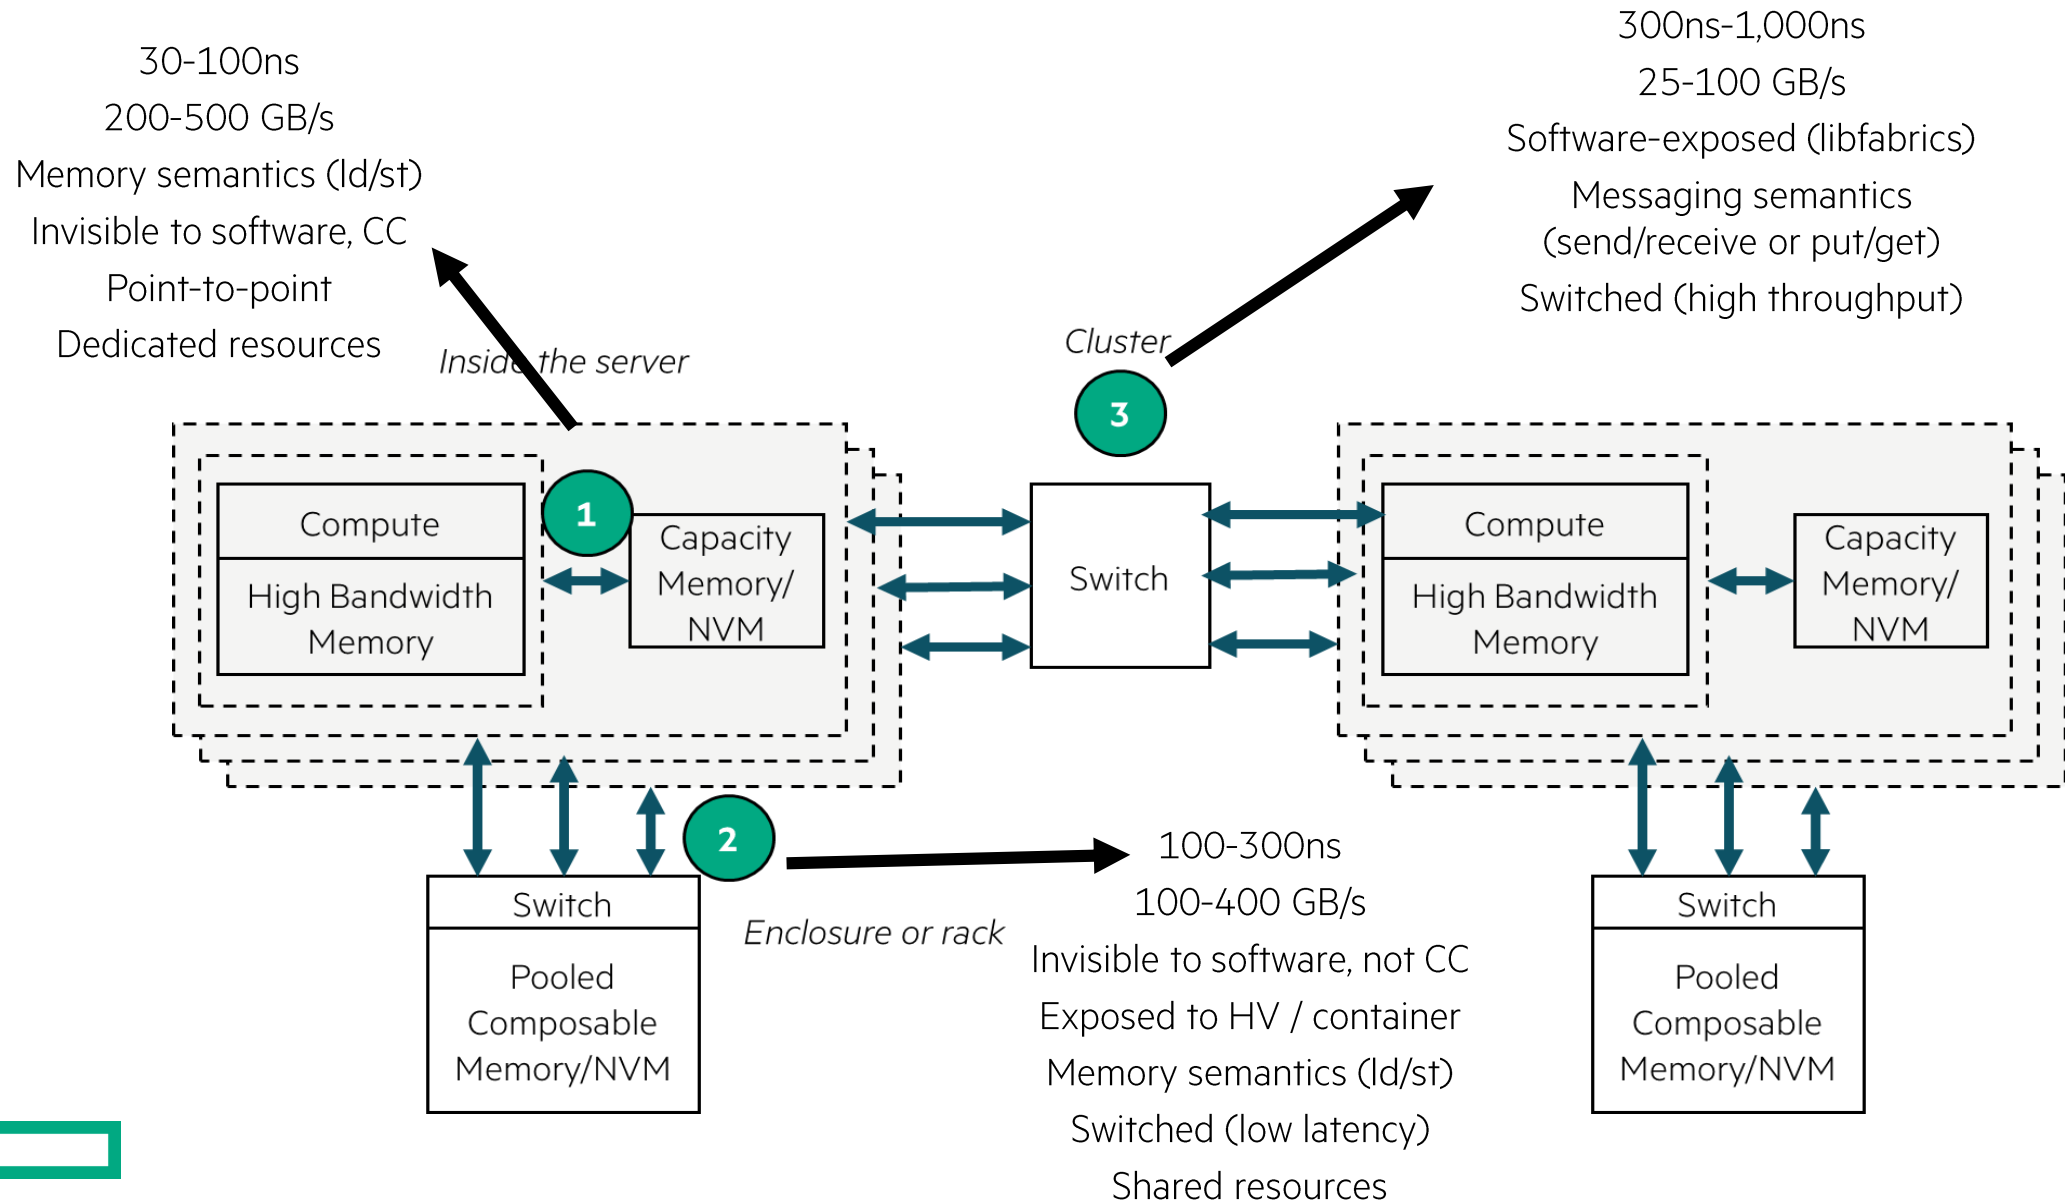 30-100ns
200-500 GB/s
Memory semantics (ld/st)
Invisible to software, CC
Point-to-point
Dedicated resources
Inside the server
300ns-1,000ns
25-100 GB/s
Software-exposed (libfabrics)
Messaging semantics
(send/receive or put/get)
Switched (high throughput)
Cluster
3
Compute
High Bandwidth
Memory
1
Capacity
Memory/
NVM
Switch
Compute
High Bandwidth
Memory
Capacity
Memory/
NVM
2
Enclosure or rack
Switch
Pooled
Composable
Memory/NVM
100-300ns
100-400 GB/s
Invisible to software, not CC
Exposed to HV / container
Memory semantics (ld/st)
Switched (low latency)
Shared resources
Switch
Pooled
Composable
Memory/NVM